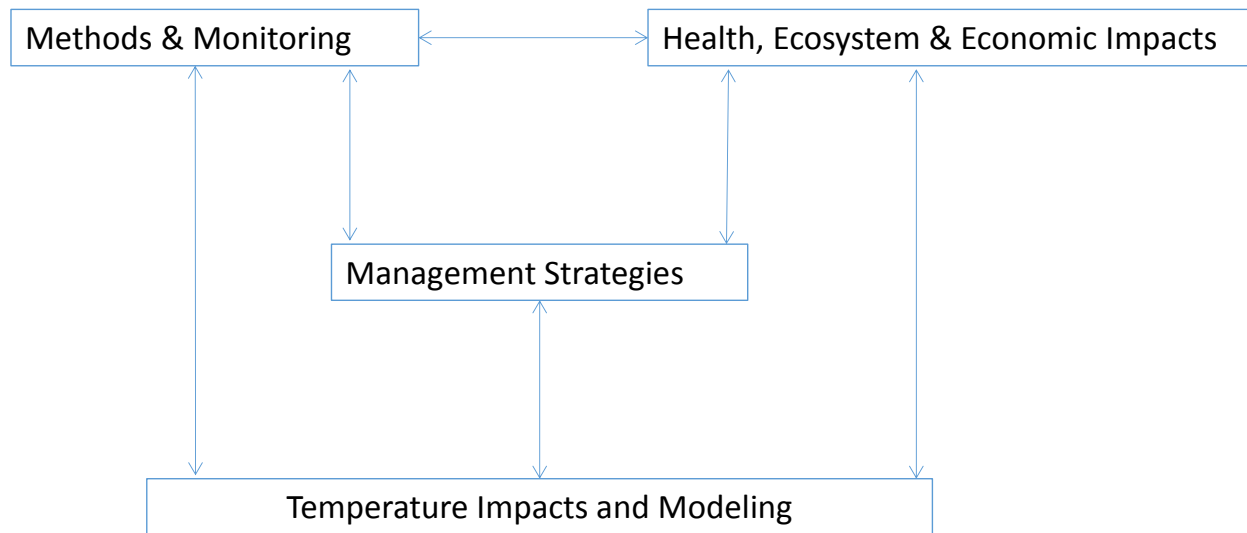 Methods & Monitoring
Health, Ecosystem & Economic Impacts
Management Strategies
Temperature Impacts and Modeling